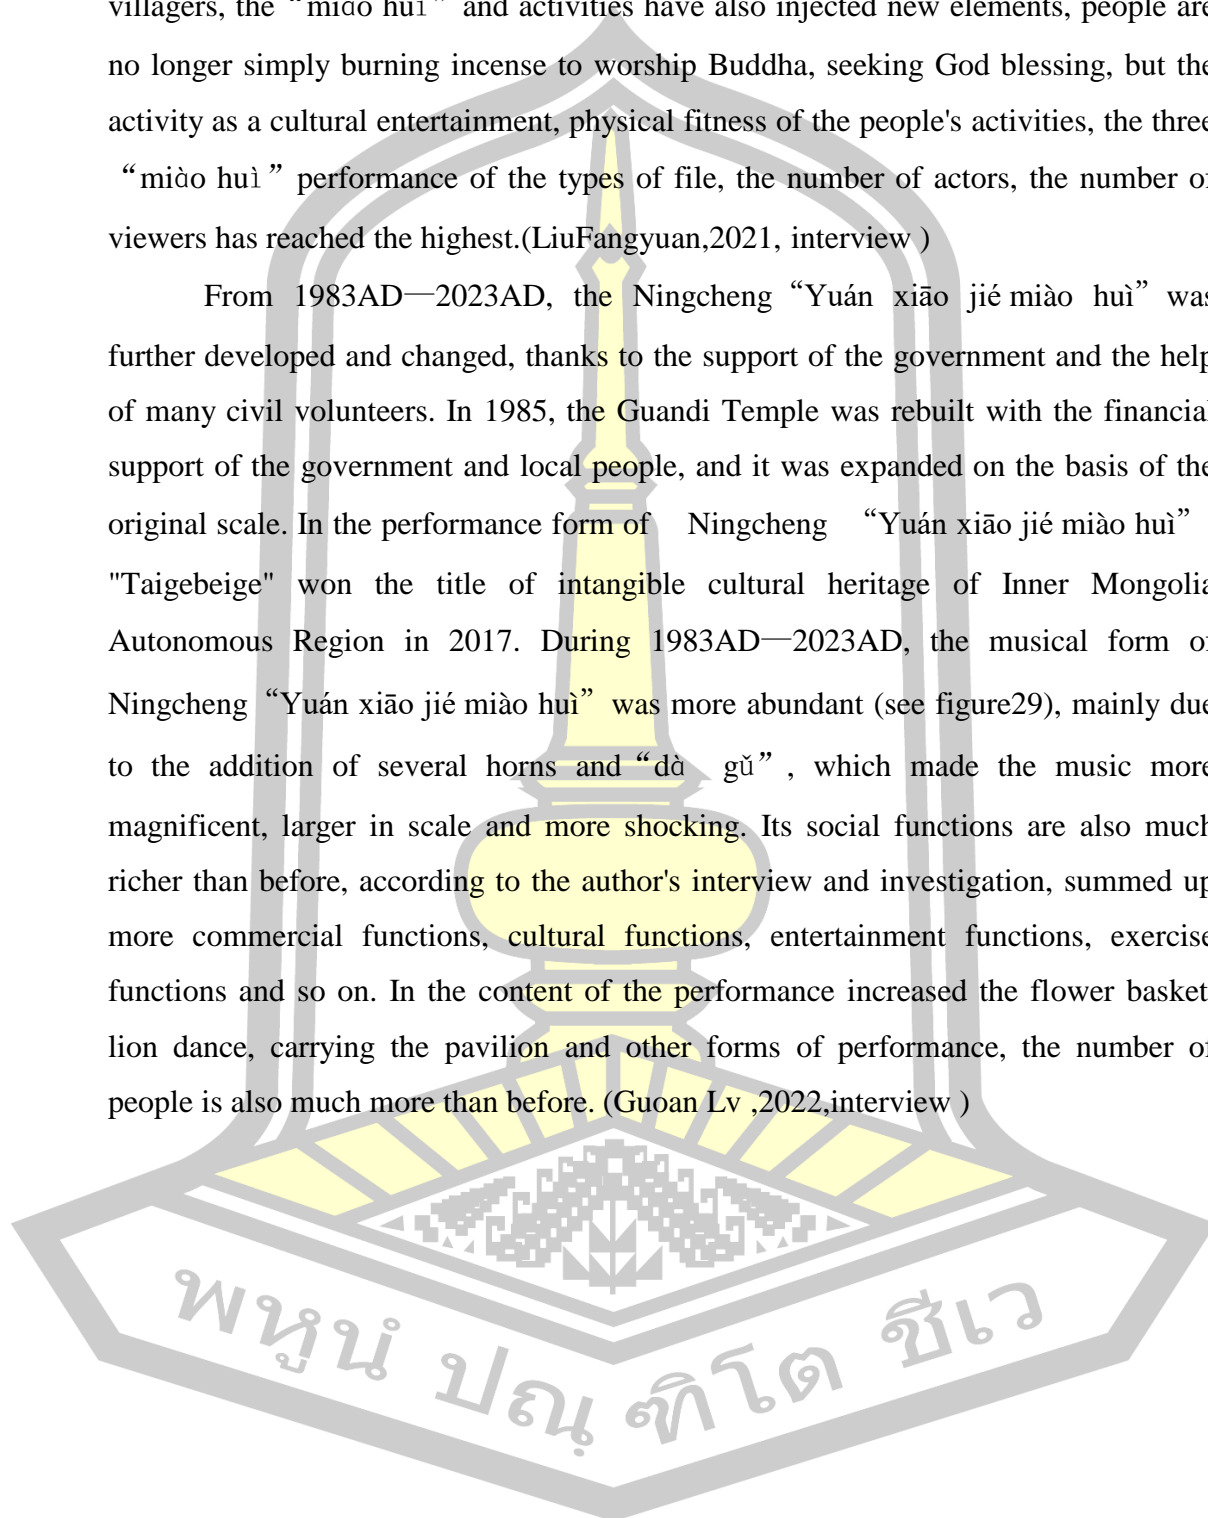 villagers, the “miào huì” and activities have also injected new elements, people are
no longer simply burning incense to worship Buddha, seeking God blessing, but the
activity as a cultural entertainment, physical fitness of the people's activities, the three
“miào huì” performance of the types of file, the number of actors, the number of
viewers has reached the highest.(LiuFangyuan,2021, interview )
From 1983AD—2023AD, the Ningcheng “Yuán xiāo jié miào huì” was
further developed and changed, thanks to the support of the government and the help
of many civil volunteers. In 1985, the Guandi Temple was rebuilt with the financial
support of the government and local people, and it was expanded on the basis of the
original scale. In the performance form of Ningcheng “Yuán xiāo jié miào huì”
"Taigebeige" won the title of intangible cultural heritage of Inner Mongolia
Autonomous Region in 2017. During 1983AD—2023AD, the musical form of
Ningcheng “Yuán xiāo jié miào huì” was more abundant (see figure29), mainly due
to the addition of several horns and “dà gǔ”, which made the music more
magnificent, larger in scale and more shocking. Its social functions are also much
richer than before, according to the author's interview and investigation, summed up
more commercial functions, cultural functions, entertainment functions, exercise
functions and so on. In the content of the performance increased the flower basket
lion dance, carrying the pavilion and other forms of performance, the number of
people is also much more than before. (Guoan Lv ,2022,interview )
พหูนํ ปณฺฑิโต ชีเว